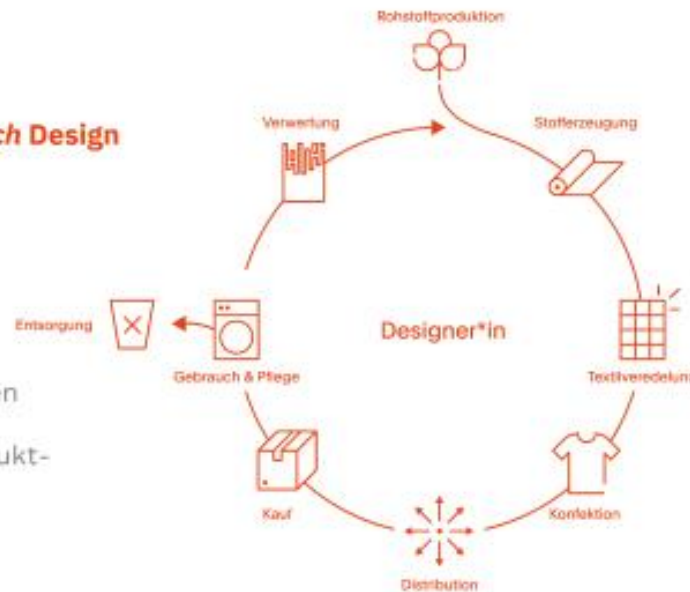 ch Design
en
ukt-
Rohstoffproduktion
Verwertung
Stofferzeugung
Entsorgung
Designer*in
Gebrauch & Pflege
Textilveredelun
Kauf
Konfektion
Distribution